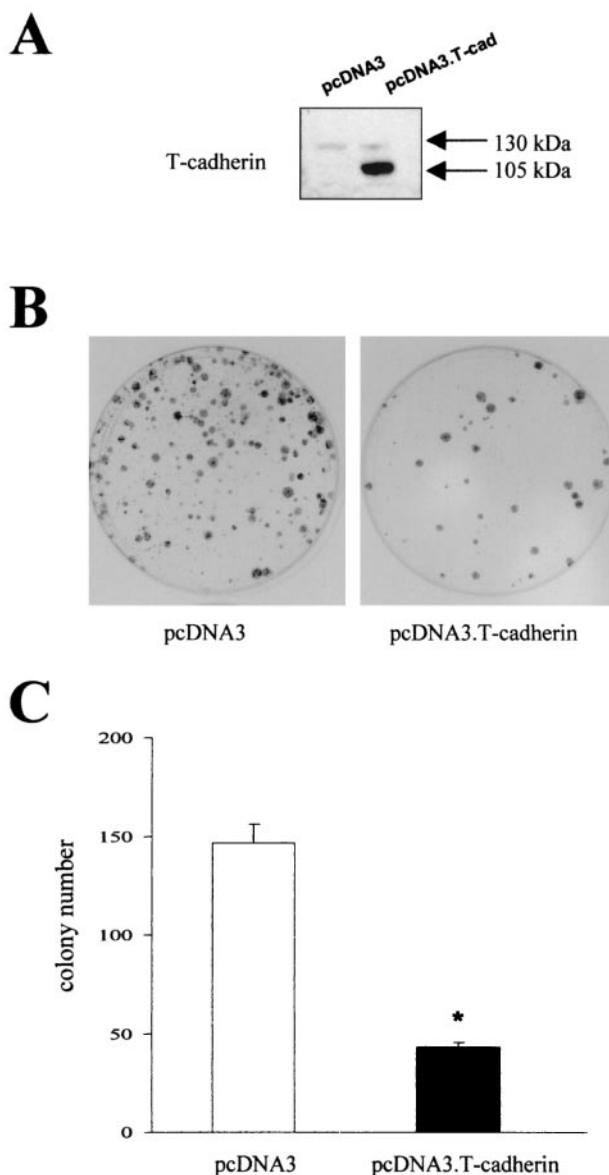 A
pcDNA3
pcDNA3.T-cad
T-cadherin
130 kDa
105 kDa
B
pcDNA3
pcDNA3.T-cadherin
C
200
150
100
50
0
colony number
*
pcDNA3
pcDNA3.T-cadherin